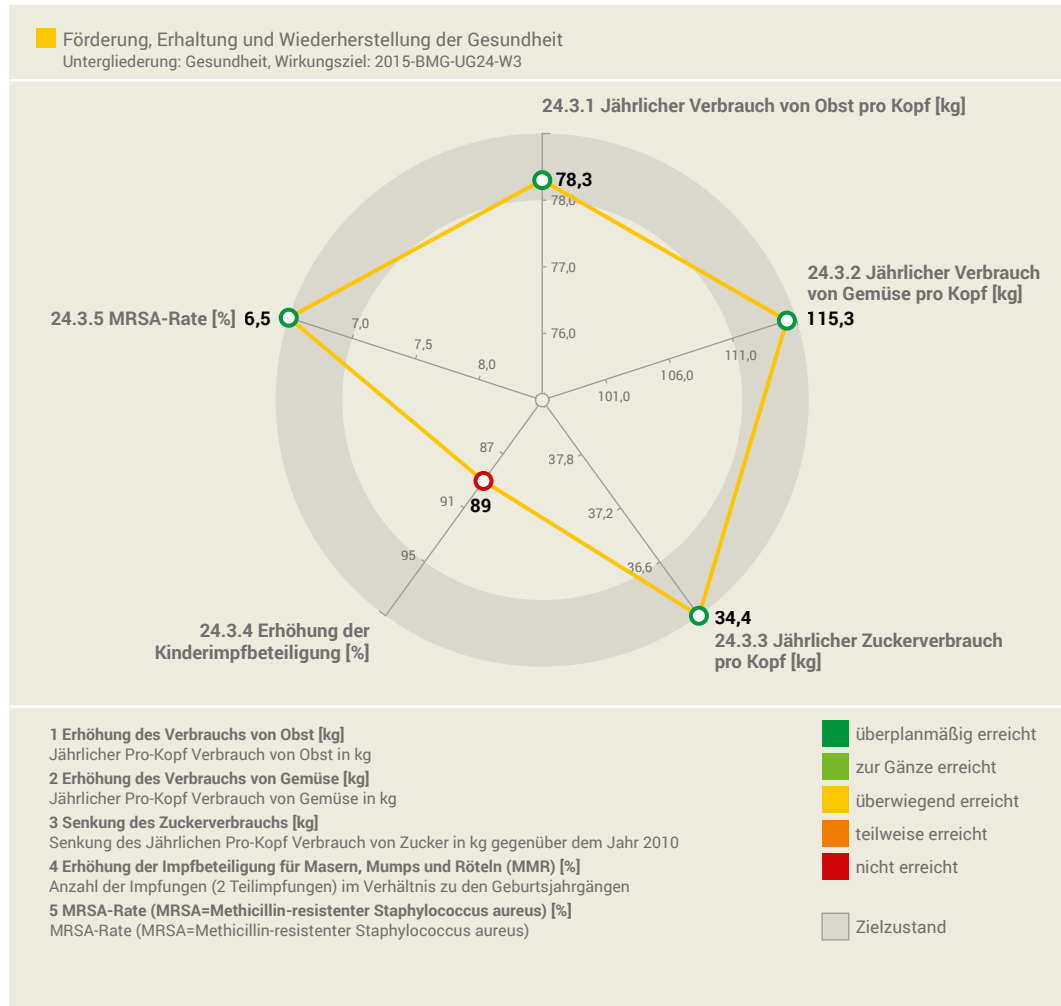 Förderung, Erhaltung und Wiederherstellung der Gesundheit
Untergliederung: Gesundheit, Wirkungsziel: 2015-BMG-UG24-W3
24.3.1 Jährlicher Verbrauch von Obst pro Kopf [kg]
78,3
78,0
77,0
76,0
24.3.2 Jährlicher Verbrauch
von Gemüse pro Kopf [kg]
115,3
111,0
106,0
101,0
24.3.5 MRSA-Rate [%] 6,5
7,0
7,5
8,0
87
89
91
95
37,8
37,2
36,6
34,4
24.3.3 Jährlicher Zuckerverbrauch
pro Kopf [kg]
24.3.4 Erhöhung der
Kinderimpfbeteiligung [%]
1 Erhöhung des Verbrauchs von Obst [kg]
Jährlicher Pro-Kopf Verbrauch von Obst in kg
2 Erhöhung des Verbrauchs von Gemüse [kg]
Jährlicher Pro-Kopf Verbrauch von Gemüse in kg
3 Senkung des Zuckerverbrauchs [kg]
Senkung des Jährlichen Pro-Kopf Verbrauch von Zucker in kg gegenüber dem Jahr 2010
4 Erhöhung der Impfbeteiligung für Masern, Mumps und Röteln (MMR) [%]
Anzahl der Impfungen (2 Teilimpfungen) im Verhältnis zu den Geburtsjahrgängen
5 MRSA-Rate (MRSA=Methicillin-resistenter Staphylococcus aureus) [%]
MRSA-Rate (MRSA=Methicillin-resistenter Staphylococcus aureus)
überplanmäßig erreicht
zur Gänze erreicht
überwiegend erreicht
teilweise erreicht
nicht erreicht
Zielzustand